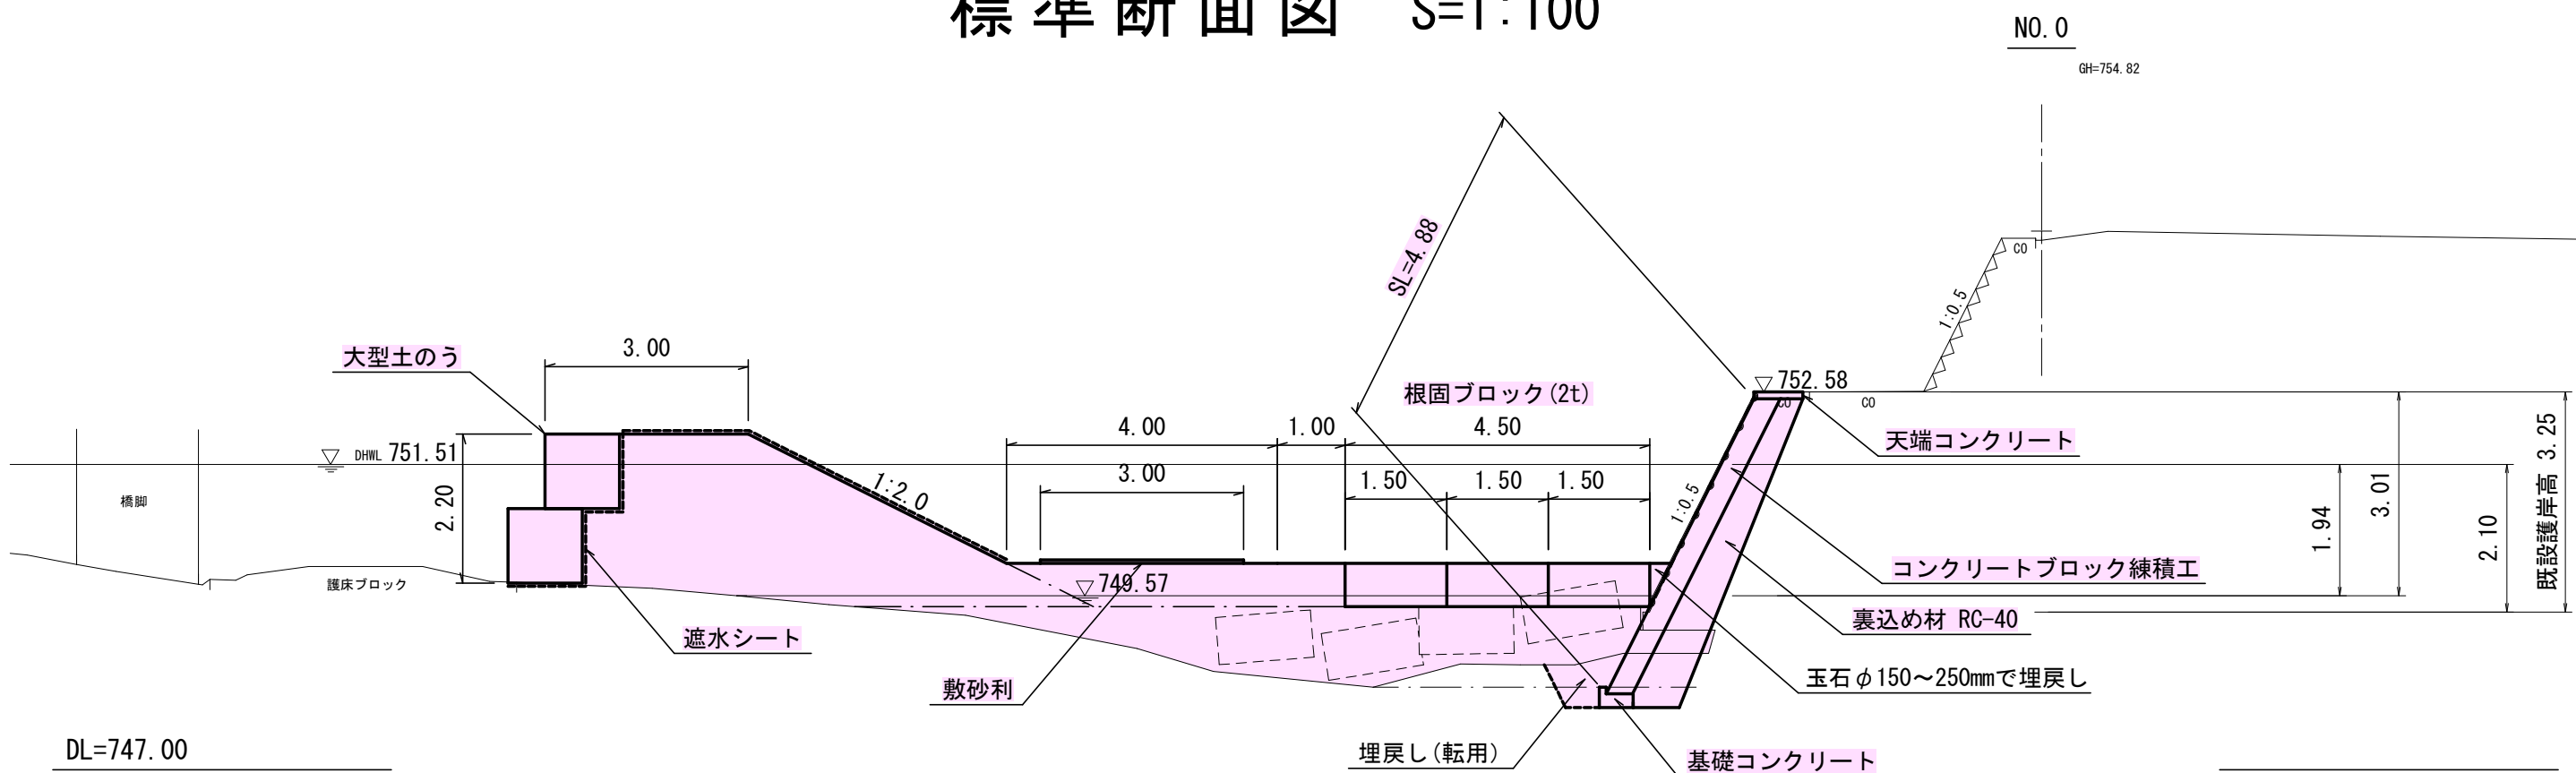 標準断面図 S=1:100
NO.0
GH=754.82
SL=4.88
CO
1:0.5
大型土のう
3.00
752.58
CO
CO
根固ブロック(2t)
4.00
1.00
4.50
天端コンクリート
DHWL 751.51
3.00
1.50
1.50
1.50
1:2.0
1:0.5
2.20
橋脚
護床ブロック
749.57
コンクリートブロック練積工
1.94
3.01
2.10
既設護岸高 3.25
裏込め材 RC-40
遮水シート
玉石φ150～250mmで埋戻し
敷砂利
埋戻し(転用)
基礎コンクリート
DL=747.00